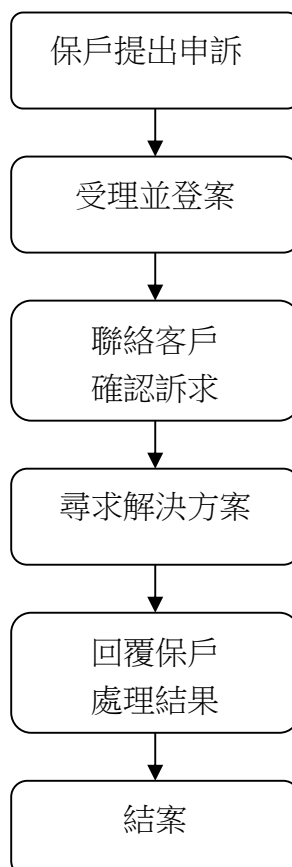 保戶提出申訴
受理並登案
聯絡客戶
確認訴求
尋求解決方案
回覆保戶
處理結果
結案